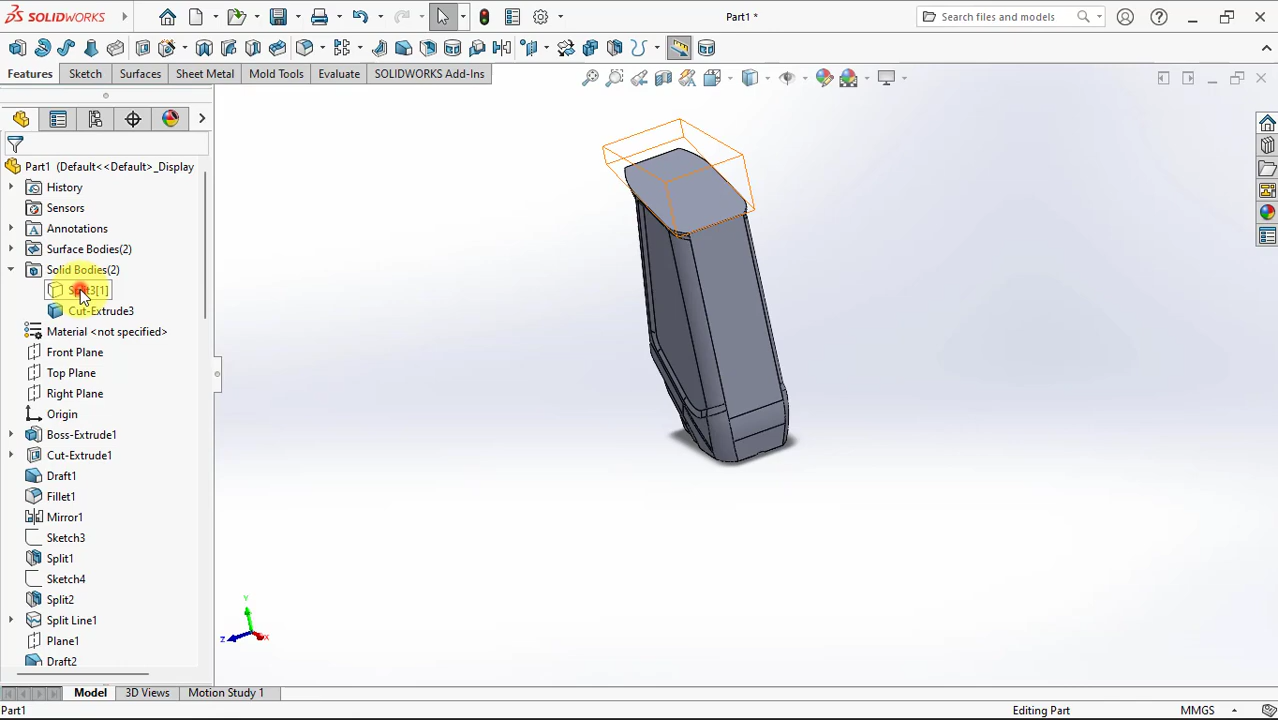 SOLIDWORKS
Part1 *
Search files and models
Features
Sketch
Surfaces
Sheet Metal
Mold Tools
Evaluate
SOLIDWORKS Add-Ins
Part1 (Default<<Default>_Display
History
Sensors
Annotations
Surface Bodies(2)
Solid Bodies(2)
Split3[1]
Cut-Extrude3
Material <not specified>
Front Plane
Top Plane
Right Plane
Origin
Boss-Extrude1
Cut-Extrude1
Draft1
Fillet1
Mirror1
Sketch3
Split1
Sketch4
Split2
Split Line1
Plane1
Draft2
Y
Z
X
Model
3D Views
Motion Study 1
Part1
Editing Part
MMGS